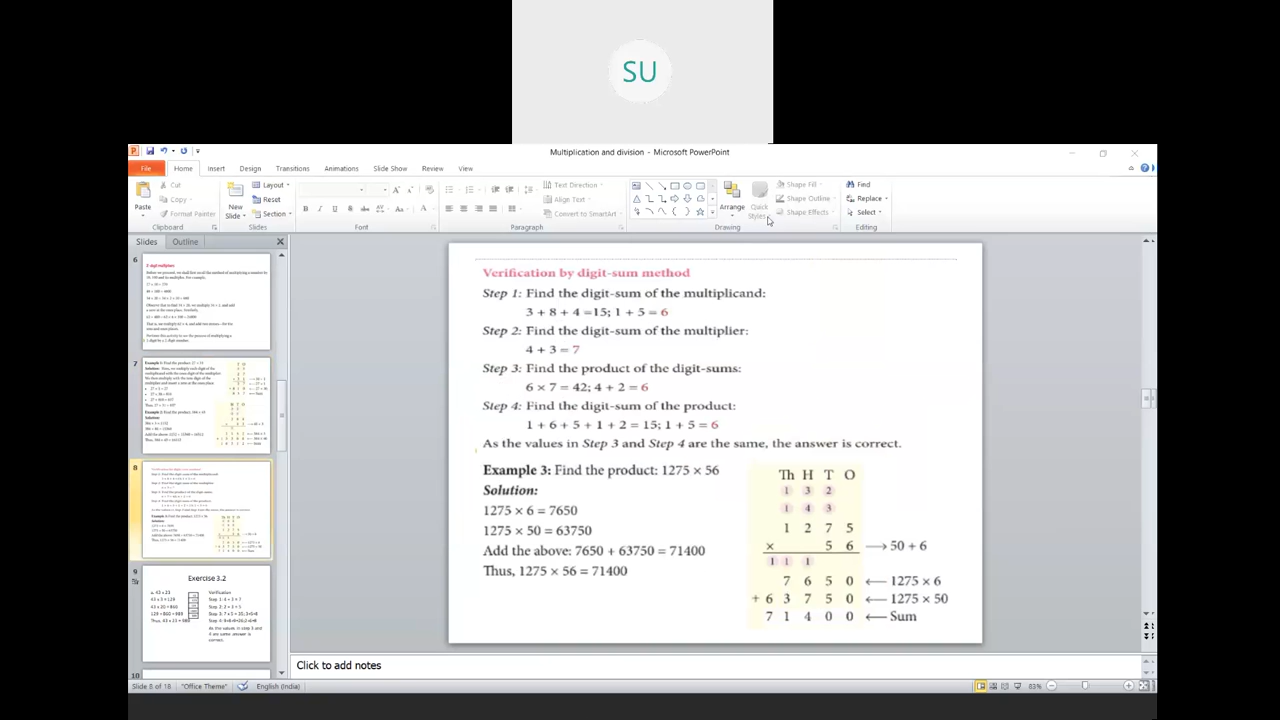 SU
Multiplication and division - Microsoft PowerPoint
File Home Insert Design Transitions Animations Slide Show Review View
Cut
Copy
Format Painter
Paste
Clipboard
New Slide
Layout
Reset
Section
Slides
Font
Text Direction
Align Text
Convert to SmartArt
Paragraph
Arrange
Quick Styles
Shape Fill
Shape Outline
Shape Effects
Drawing
Find
Replace
Select
Editing
Slides Outline
6
7
8
9
Exercise 3.2
10
Verification by digit-sum method
Step 1: Find the digit-sum of the multiplicand:
3 + 8 + 4 =15; 1 + 5 = 6
Step 2: Find the digit-sum of the multiplier:
4 + 3 = 7
Step 3: Find the product of the digit-sums:
6 × 7 = 42; 4 + 2 = 6
Step 4: Find the digit-sum of the product:
1 + 6 + 5 + 1 + 2 = 15; 1 + 5 = 6
As the values in Step 3 and Step 4 are the same, the answer is correct.
Example 3: Find the product: 1275 × 56
Solution:
1275 × 6 = 7650
1275 × 50 = 63750
Add the above: 7650 + 63750 = 71400
Thus, 1275 × 56 = 71400
Th H T O
1 3 2
1 4 3
1 2 7 5
× 5 6 → 50 + 6
1 1 1
7 6 5 0 ← 1275 × 6
+ 6 3 7 5 0 ← 1275 × 50
7 1 4 0 0 ← Sum
Click to add notes
Slide 8 of 18 "Office Theme" English (India) 83%